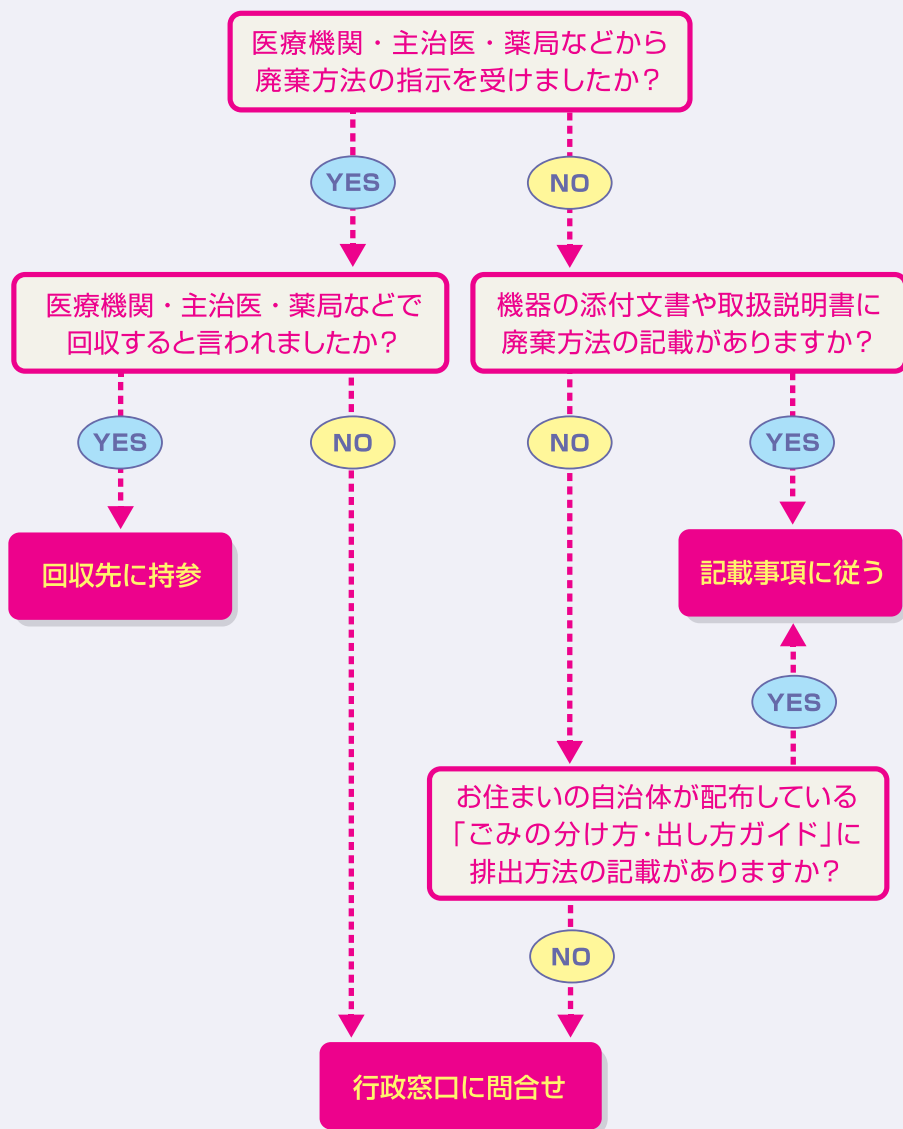 医療機関・主治医・薬局などから
廃棄方法の指示を受けましたか？
YES
NO
医療機関・主治医・薬局などで
回収すると言われましたか？
機器の添付文書や取扱説明書に
廃棄方法の記載がありますか？
YES
NO
NO
YES
回収先に持参
記載事項に従う
YES
お住まいの自治体が配布している
「ごみの分け方・出し方ガイド」に
排出方法の記載がありますか？
NO
行政窓口に問合せ